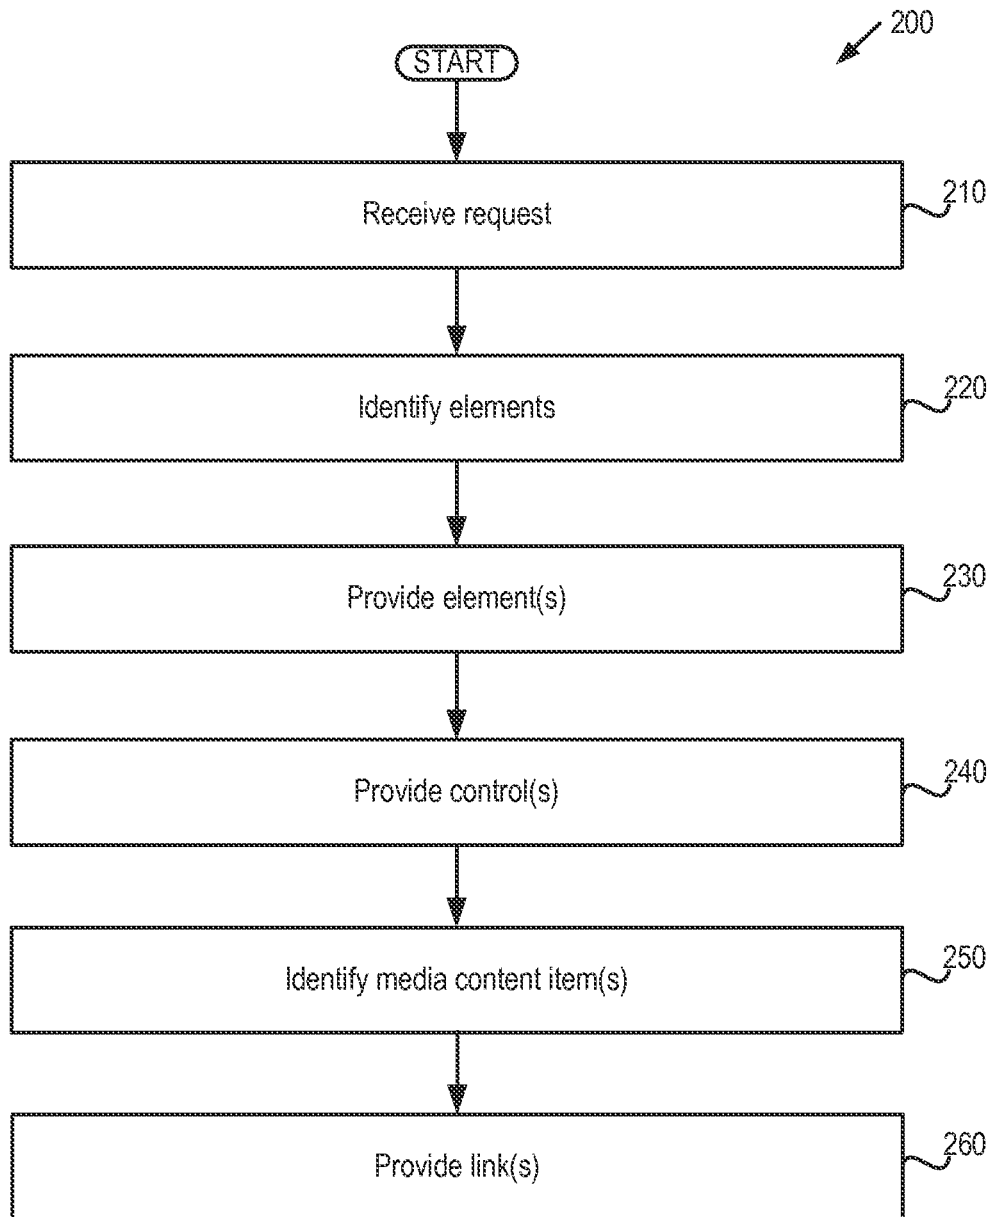 200
START
Receive request
210
Identify elements
220
Provide element(s)
230
Provide control(s)
240
Identify media content item(s)
250
Provide link(s)
260